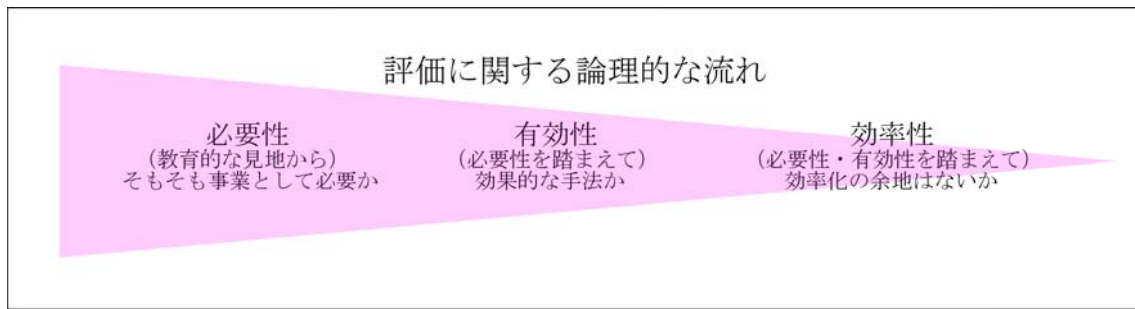 評価に関する論理的な流れ
必要性
(教育的な見地から)
そもそも事業として必要か
有効性
(必要性を踏まえて)
効果的な手法か
効率性
(必要性・有効性を踏まえて)
効率化の余地はないか